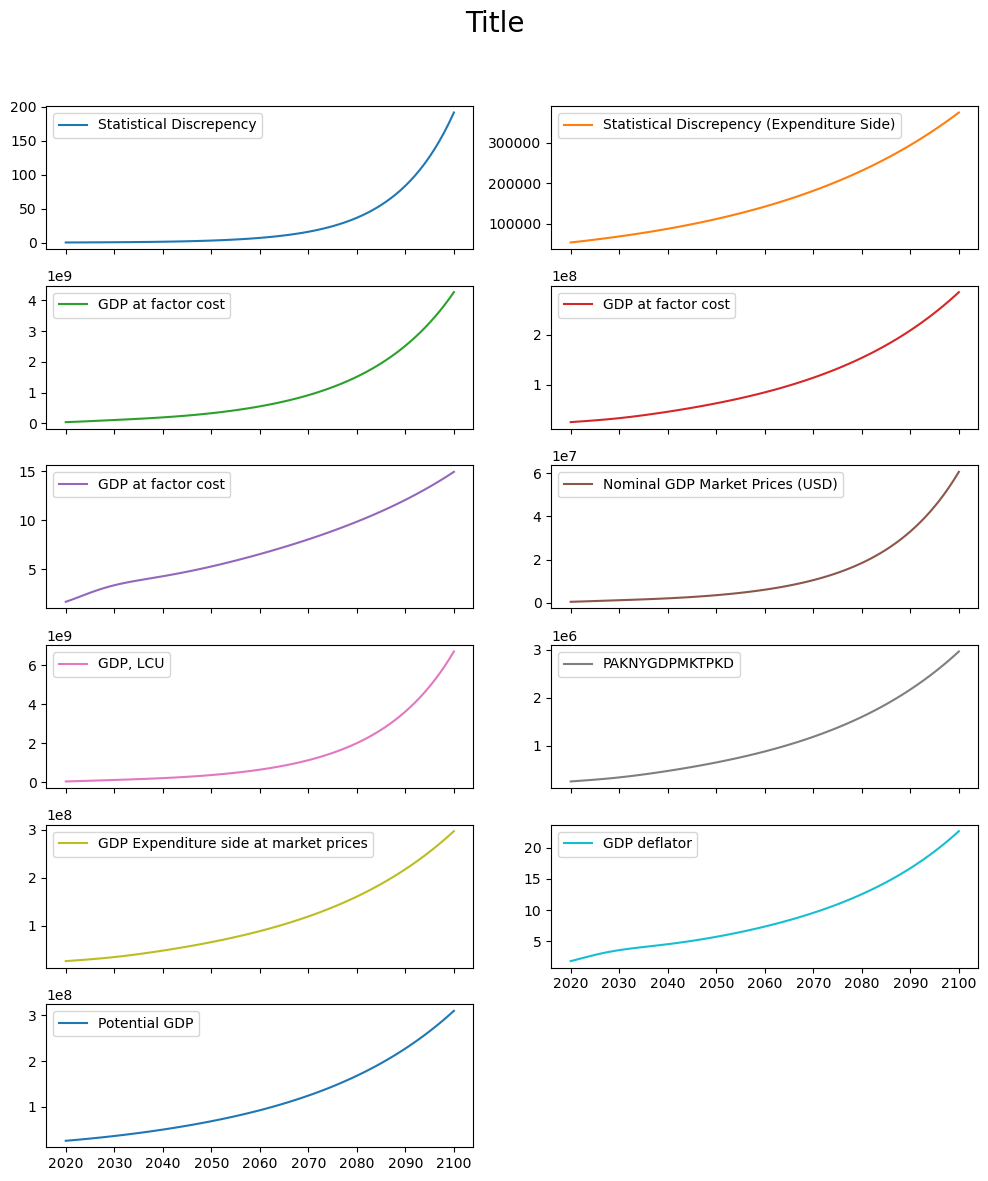 Title
200
150
100
50
0
Statistical Discrepency
300000
200000
100000
Statistical Discrepency (Expenditure Side)
1e9
4
3
2
1
0
GDP at factor cost
1e8
2
1
GDP at factor cost
15
10
5
GDP at factor cost
1e7
6
4
2
0
Nominal GDP Market Prices (USD)
1e9
6
4
2
0
GDP, LCU
1e6
3
2
1
PAKNYGDPMKTPKD
1e8
3
2
1
GDP Expenditure side at market prices
20
15
10
5
GDP deflator
2020 2030 2040 2050 2060 2070 2080 2090 2100
1e8
3
2
1
Potential GDP
2020 2030 2040 2050 2060 2070 2080 2090 2100